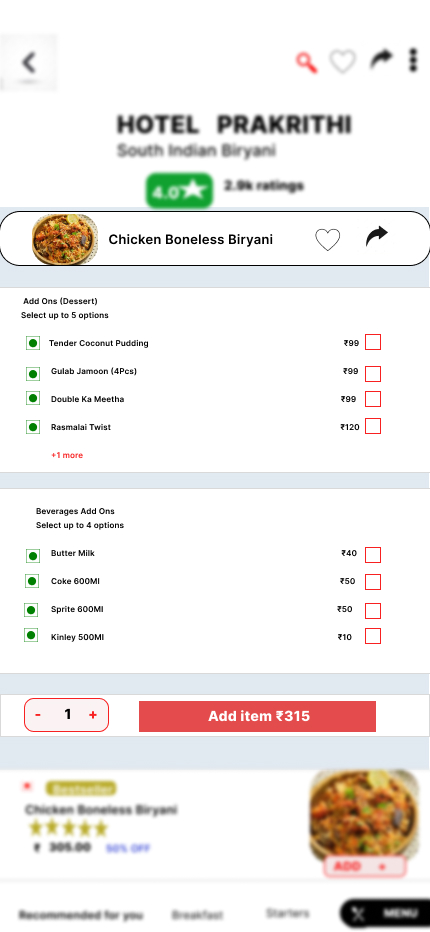 HOTEL PRAKRITHI
South Indian Biryani
4.0★ 2.9k ratings
Chicken Boneless Biryani
Add Ons (Dessert)
Select up to 5 options
Tender Coconut Pudding ₹99
Gulab Jamoon (4Pcs) ₹99
Double Ka Meetha ₹99
Rasmalai Twist ₹120
+1 more
Beverages Add Ons
Select up to 4 options
Butter Milk ₹40
Coke 600Ml ₹50
Sprite 600Ml ₹50
Kinley 500Ml ₹10
- 1 + Add item ₹315
Bestseller
Chicken Boneless Biryani
₹ 305.00 50% OFF
ADD +
Recommended for you Breakfast Starters MENU